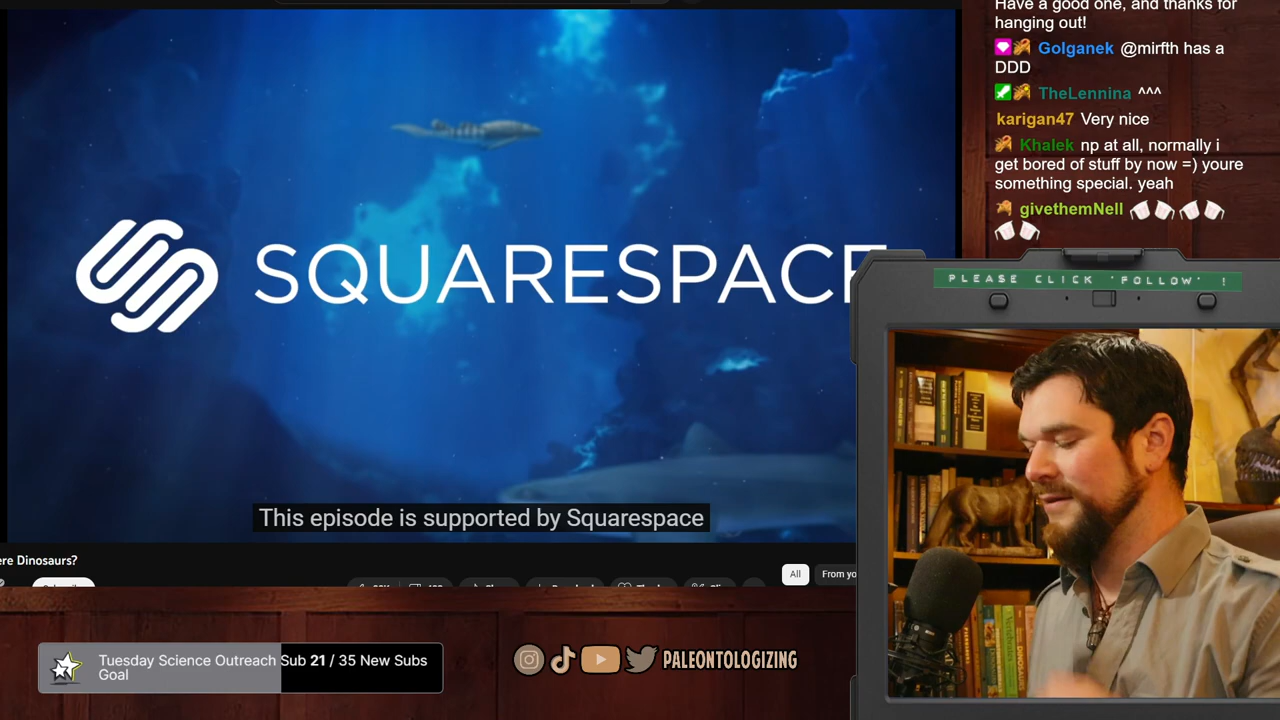 Have a good one, and thanks for
hanging out!
Golganek @mirfth has a
DDD
TheLennina ^^^
karigan47 Very nice
Khalek np at all, normally i
get bored of stuff by now =) youre
something special. yeah
givethemNell
PLEASE CLICK "FOLLOW" !
SQUARESPACE
This episode is supported by Squarespace
ere Dinosaurs?
All
From yo
Tuesday Science Outreach Sub 21 / 35 New Subs
Goal
PALEONTOLOGIZING